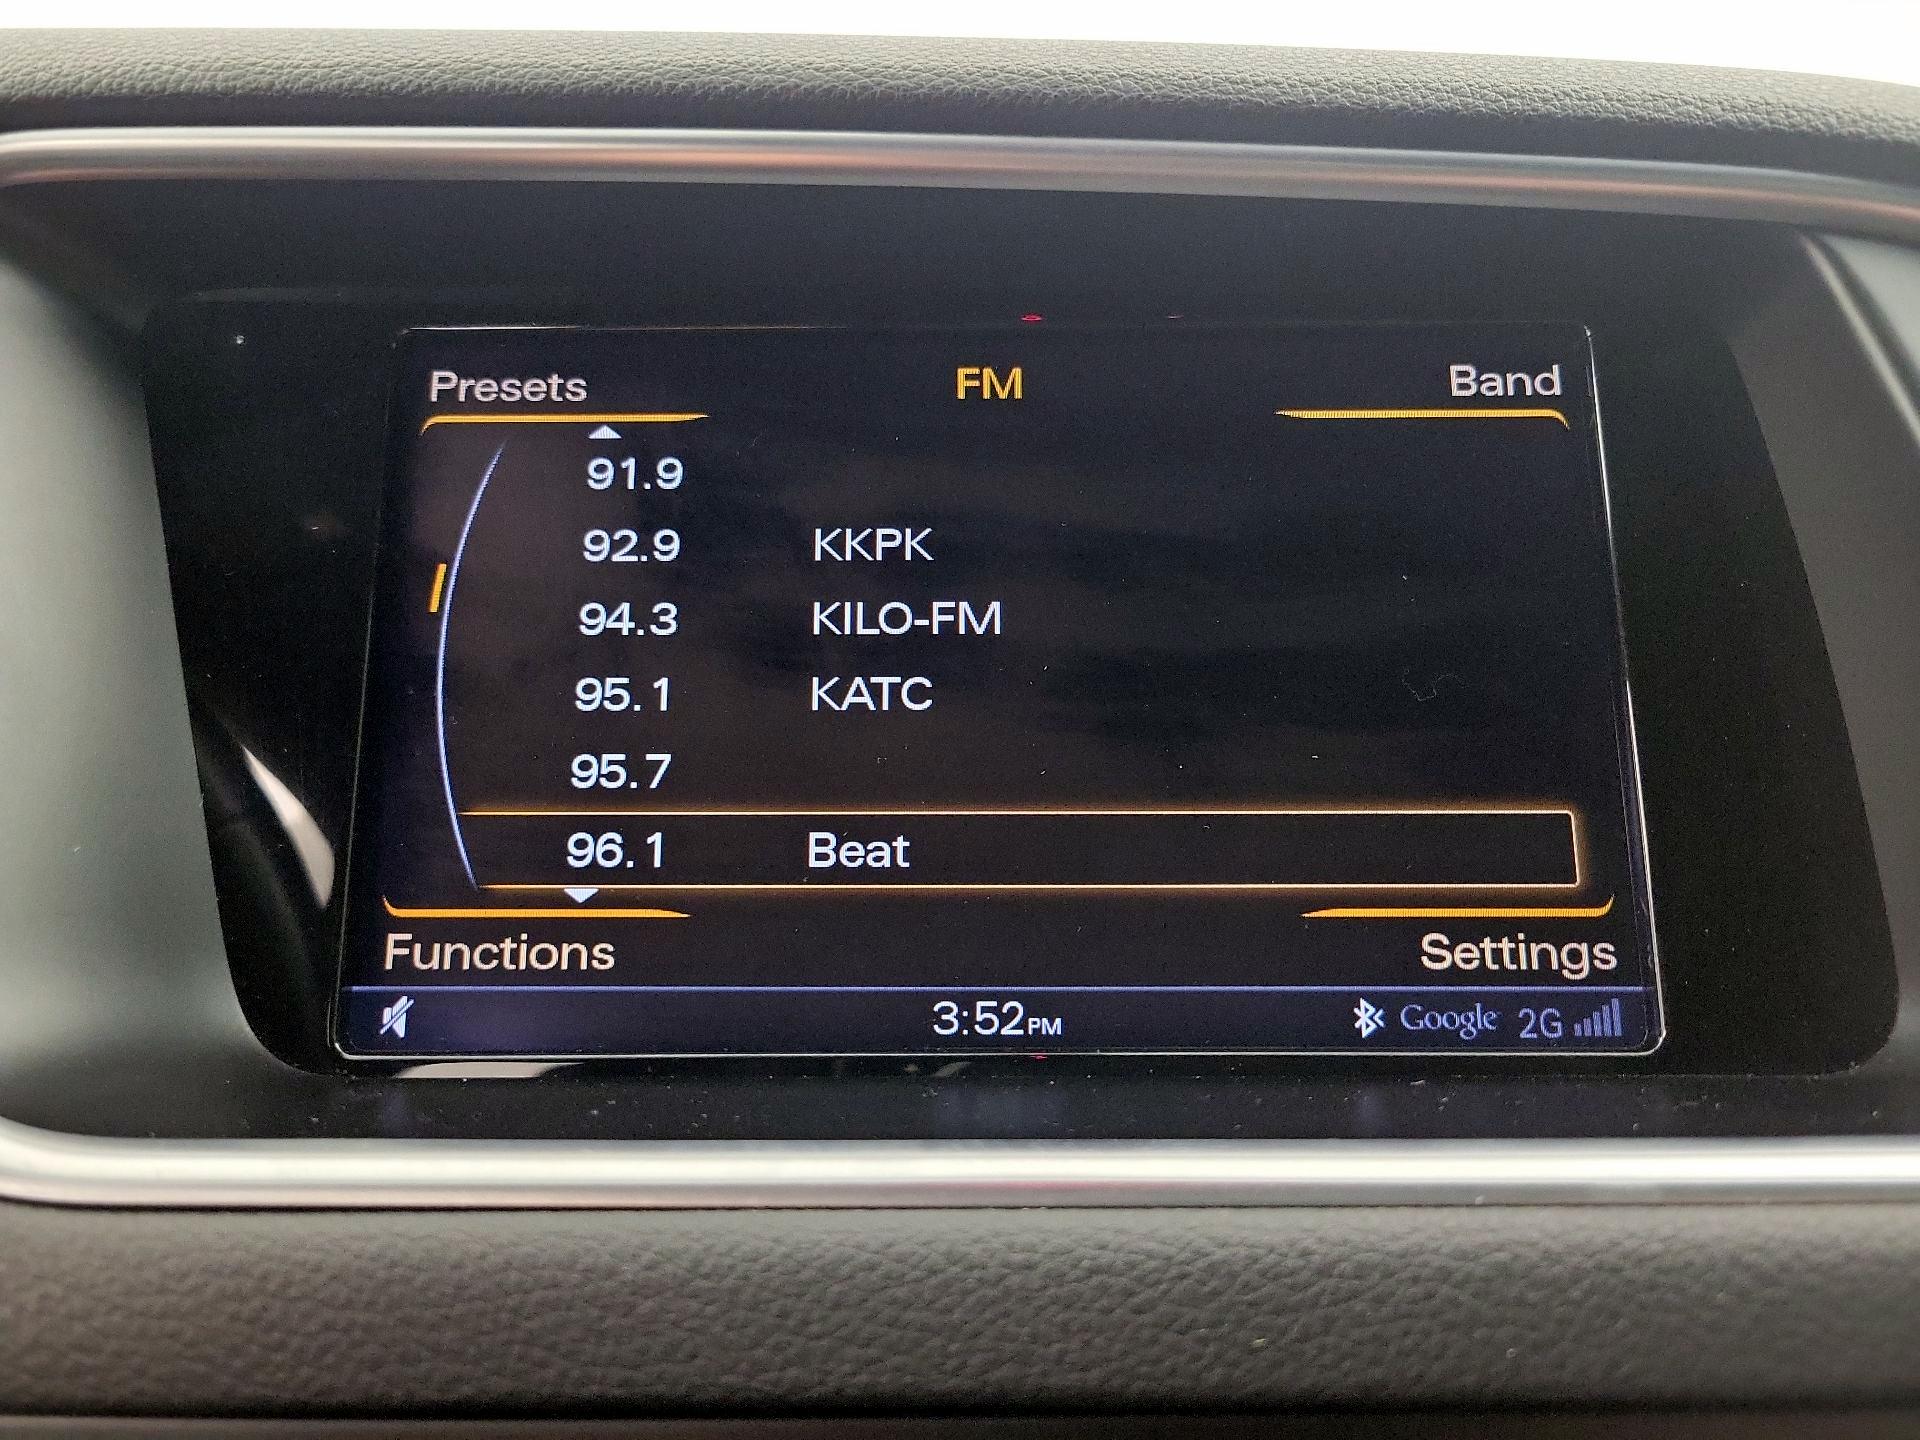 Presets FM Band
91.9
92.9 KKPK
94.3 KILO-FM
95.1 KATC
95.7
96.1 Beat
Functions Settings
3:52PM Google 2G